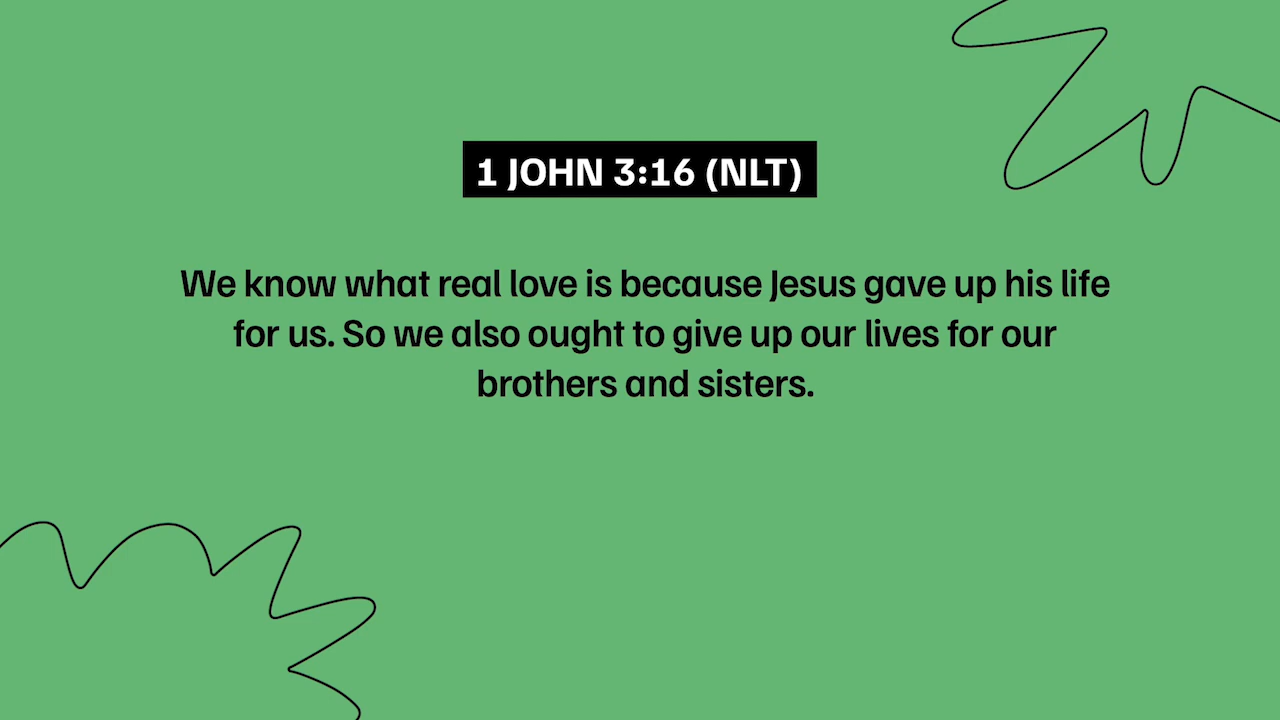 1 JOHN 3:16 (NLT)
We know what real love is because Jesus gave up his life
for us. So we also ought to give up our lives for our
brothers and sisters.